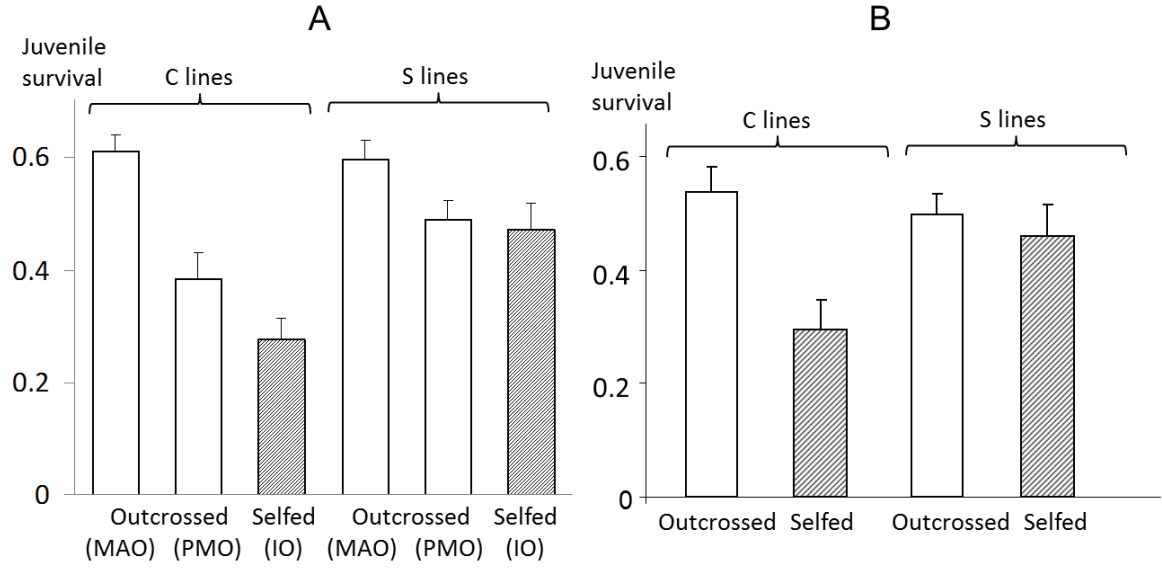 A
Juvenile
survival
C lines
S lines
0.6
0.4
0.2
0
Outcrossed
Selfed
Outcrossed
Selfed
(MAO)
(PMO)
(IO)
(MAO)
(PMO)
(IO)
B
Juvenile
survival
C lines
S lines
0.6
0.4
0.2
0
Outcrossed
Selfed
Outcrossed
Selfed